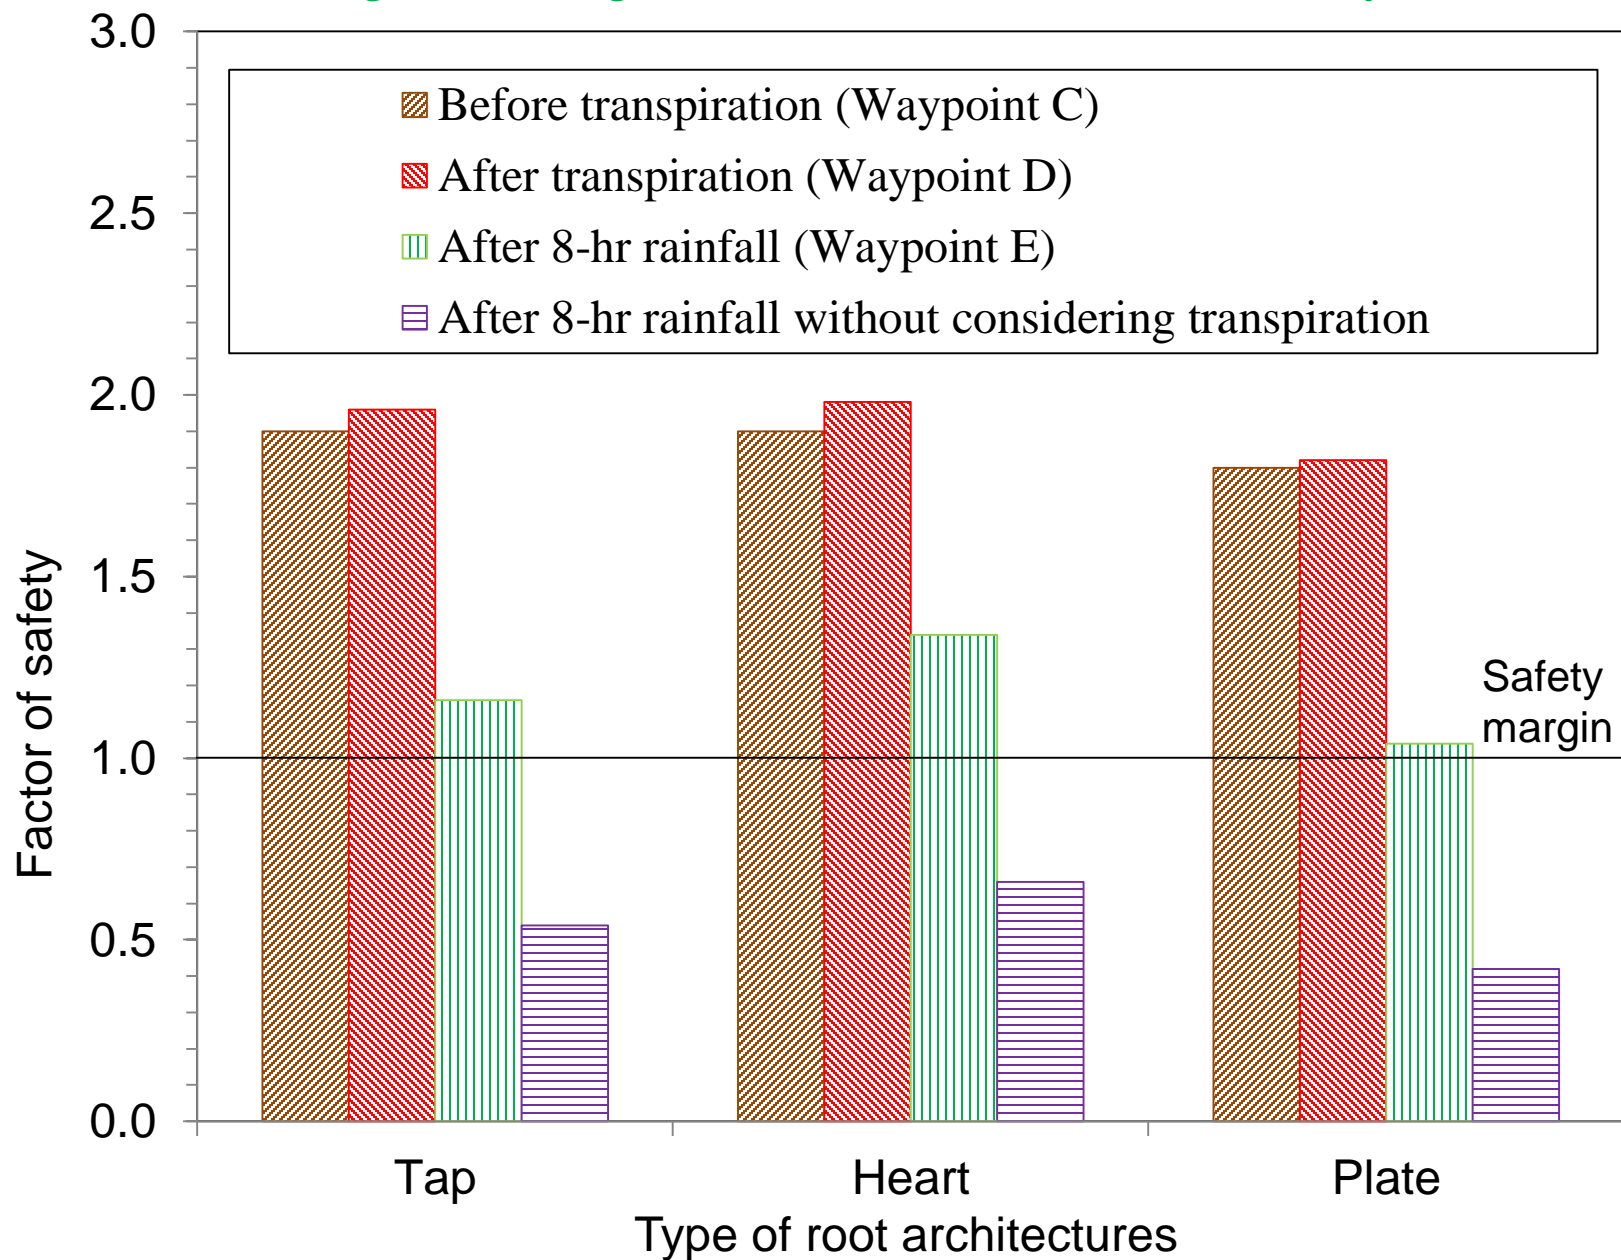 3.0
Before transpiration (Waypoint C)
After transpiration (Waypoint D)
2.5
After 8-hr rainfall (Waypoint E)
After 8-hr rainfall without considering transpiration
2.0
1.5
Factor of safety
Safety
margin
1.0
0.5
0.0
Tap Heart Plate
Type of root architectures